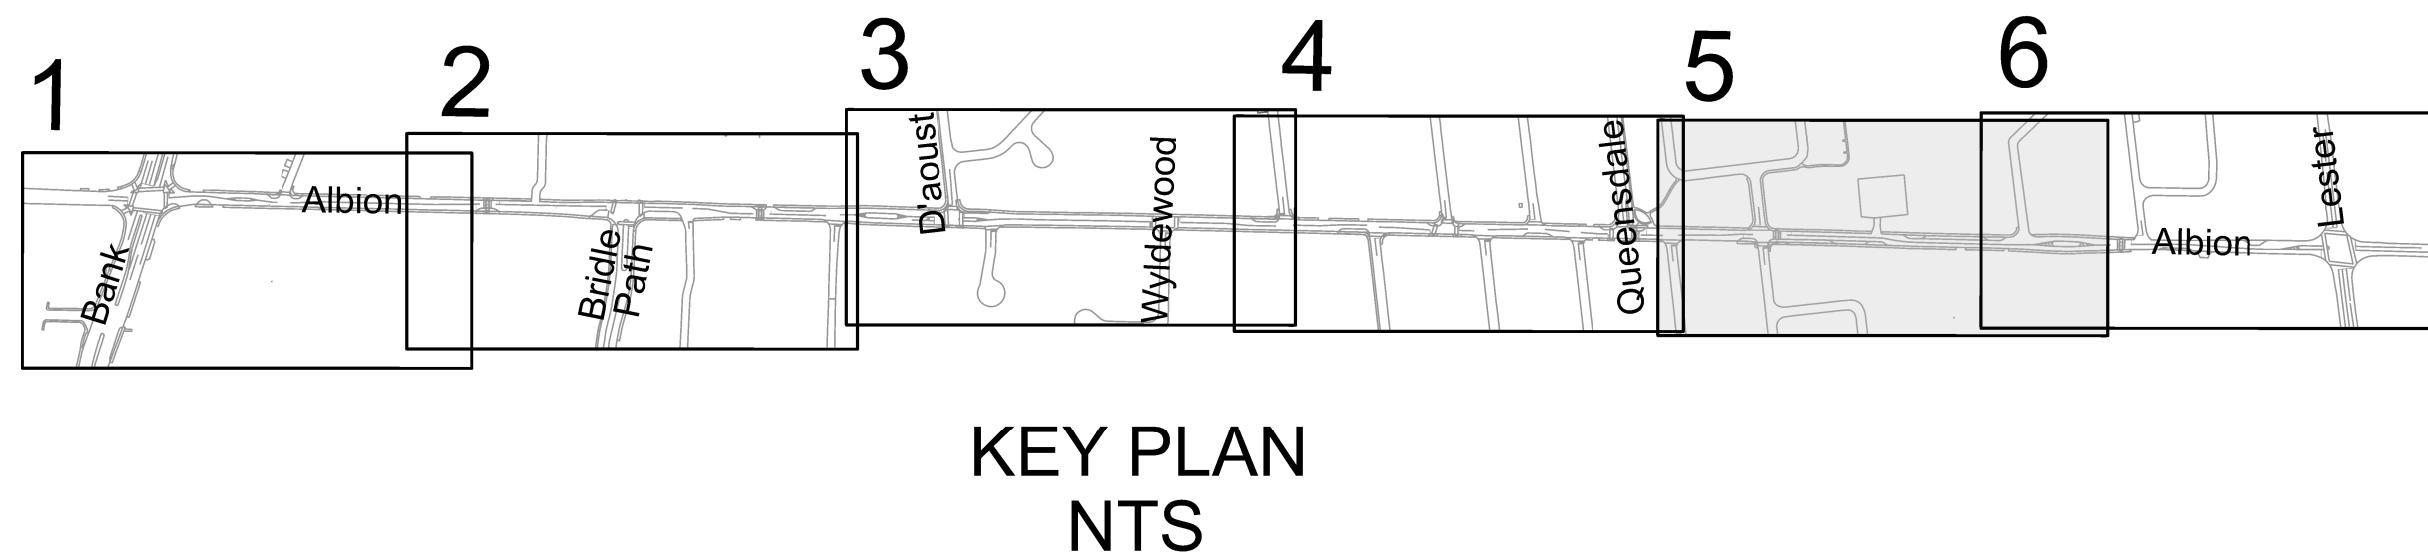 1
2
3
4
5
6
Albion
Bank
Bridle
Path
D'aoust
Wyldewood
Queensdale
Albion
Lester
KEY PLAN
NTS